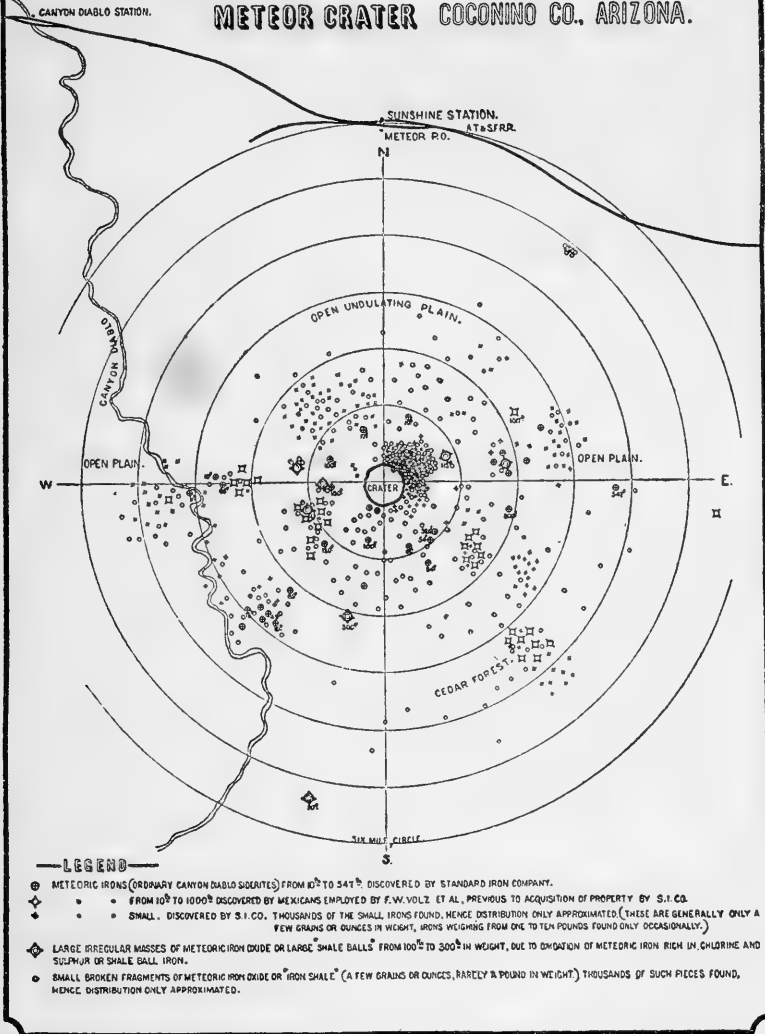 METEOR CRATER COCONINO CO., ARIZONA.
CANYON DIABLO STATION.
SUNSHINE STATION.
A.T.&S.F.R.R.
METEOR P.O.
N
OPEN UNDULATING PLAIN.
CANYON DIABLO
OPEN PLAIN.
OPEN PLAIN.
W
CRATER
E.
CEDAR FOREST.
SIX MILE CIRCLE.
S.
LEGEND
METEORIC IRONS (ORDINARY CANYON DIABLO SIDERITES) FROM 10 LBS TO 547 LBS. DISCOVERED BY STANDARD IRON COMPANY.
" " FROM 10 LBS TO 1000 LBS DISCOVERED BY MEXICANS EMPLOYED BY F.W. VOLZ ET AL, PREVIOUS TO ACQUISITION OF PROPERTY BY S.I.CO.
" " SMALL. DISCOVERED BY S.I.CO. THOUSANDS OF THE SMALL IRONS FOUND, HENCE DISTRIBUTION ONLY APPROXIMATED. (THESE ARE GENERALLY ONLY A
FEW GRAINS OR OUNCES IN WEIGHT, IRONS WEIGHING FROM ONE TO TEN POUNDS FOUND ONLY OCCASIONALLY.)
LARGE IRREGULAR MASSES OF METEORIC IRON OXIDE OR LARGE "SHALE BALLS" FROM 100 LBS TO 300 LBS IN WEIGHT, DUE TO OXIDATION OF METEORIC IRON RICH IN CHLORINE AND
SULPHUR OR SHALE BALL IRON.
SMALL BROKEN FRAGMENTS OF METEORIC IRON OXIDE OR "IRON SHALE" (A FEW GRAINS OR OUNCES, RARELY A POUND IN WEIGHT.) THOUSANDS OF SUCH PIECES FOUND,
HENCE DISTRIBUTION ONLY APPROXIMATED.